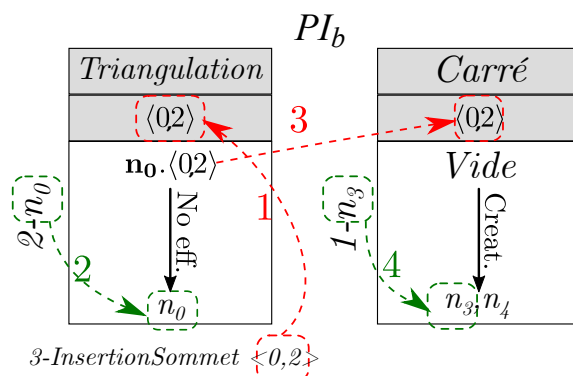 PI_b
Triangulation
⟨0,2⟩
n₀.⟨0,2⟩
No eff.
2-n₀
n₀
3-InsertionSommet <0,2>
1
2
3
4
Carré
⟨0,2⟩
Vide
Creat.
1-n₃
n₃, n₄